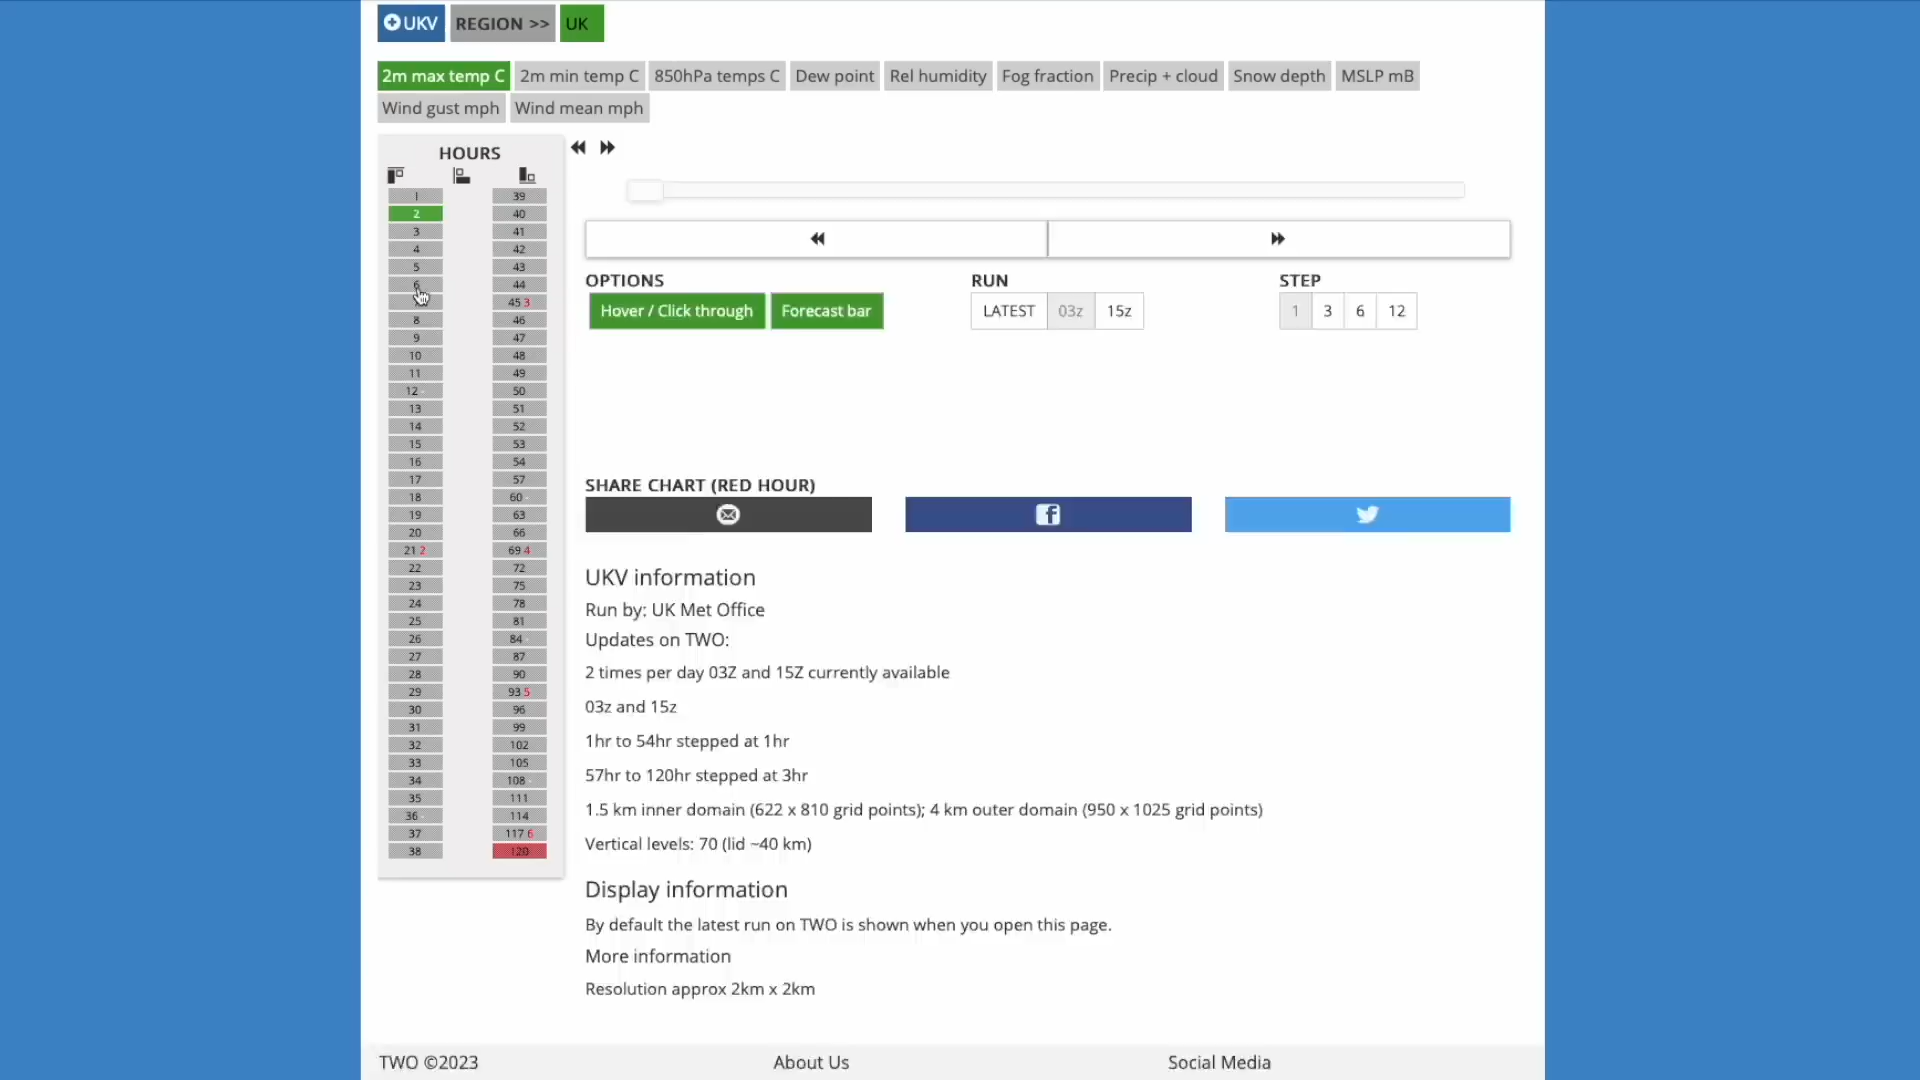 UKV REGION >> UK
2m max temp C 2m min temp C 850hPa temps C Dew point Rel humidity Fog fraction Precip + cloud Snow depth MSLP mB
Wind gust mph Wind mean mph
HOURS
1 39
2 40
3 41
4 42
5 43
6 44
45 3
8 46
9 47
10 48
11 49
12 - 50
13 51
14 52
15 53
16 54
17 57
18 60 -
19 63
20 66
21 2 69 4
22 72
23 75
24 78
25 81
26 84 -
27 87
28 90
29 93 5
30 96
31 99
32 102
33 105
34 108 -
35 111
36 - 114
37 117 6
38 120
OPTIONS
Hover / Click through Forecast bar
RUN
LATEST 03z 15z
STEP
1 3 6 12
SHARE CHART (RED HOUR)
UKV information
Run by: UK Met Office
Updates on TWO:
2 times per day 03Z and 15Z currently available
03z and 15z
1hr to 54hr stepped at 1hr
57hr to 120hr stepped at 3hr
1.5 km inner domain (622 x 810 grid points); 4 km outer domain (950 x 1025 grid points)
Vertical levels: 70 (lid ~40 km)
Display information
By default the latest run on TWO is shown when you open this page.
More information
Resolution approx 2km x 2km
TWO ©2023 About Us Social Media